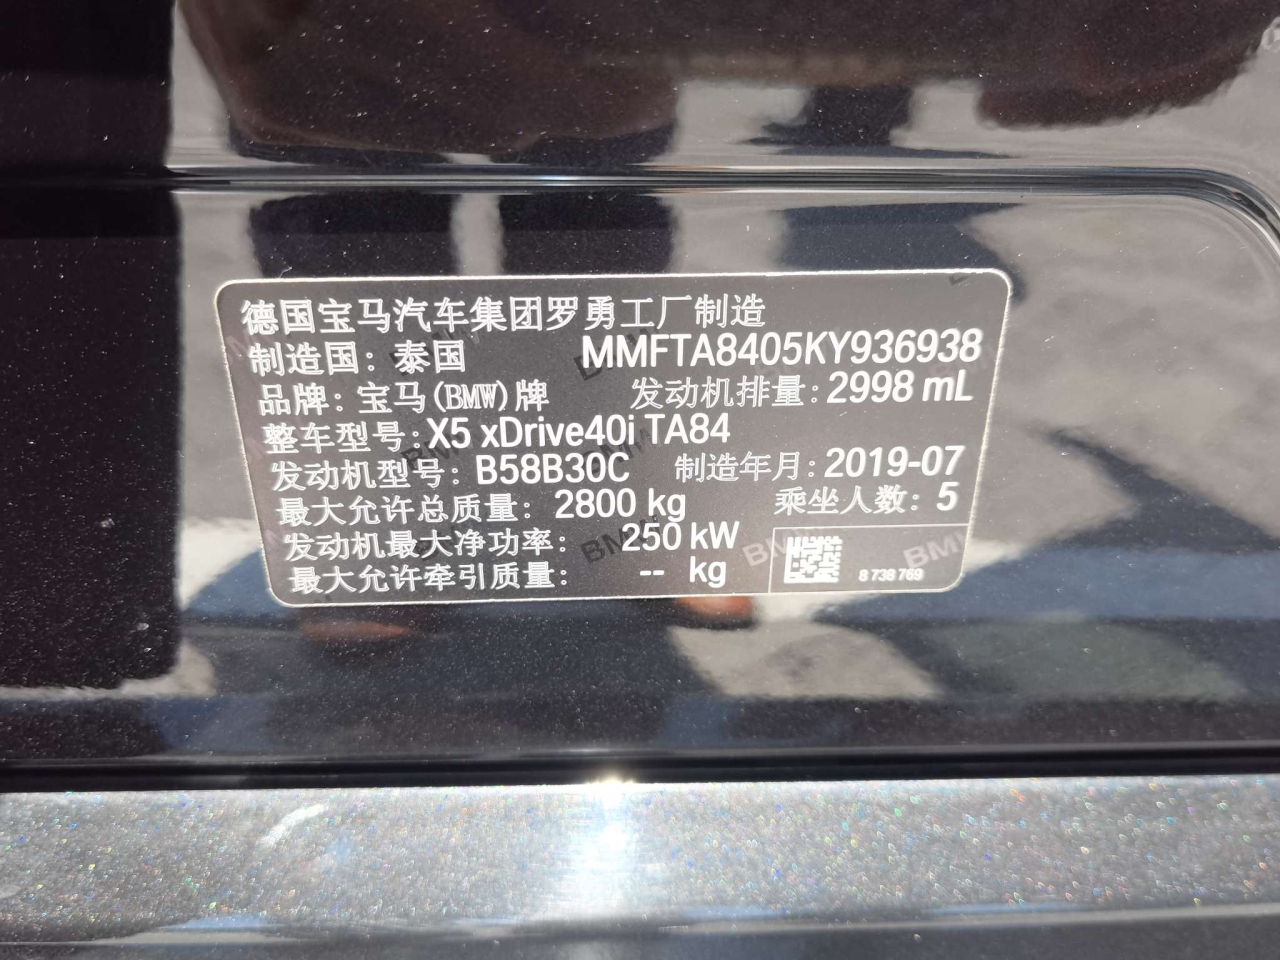 德国宝马汽车集团罗勇工厂制造
制造国：泰国 MMFTA8405KY936938
品牌：宝马(BMW)牌 发动机排量：2998 mL
整车型号：X5 xDrive40i TA84
发动机型号：B58B30C 制造年月：2019-07
最大允许总质量：2800 kg 乘坐人数：5
发动机最大净功率：250 kW
最大允许牵引质量：-- kg
8 738 769